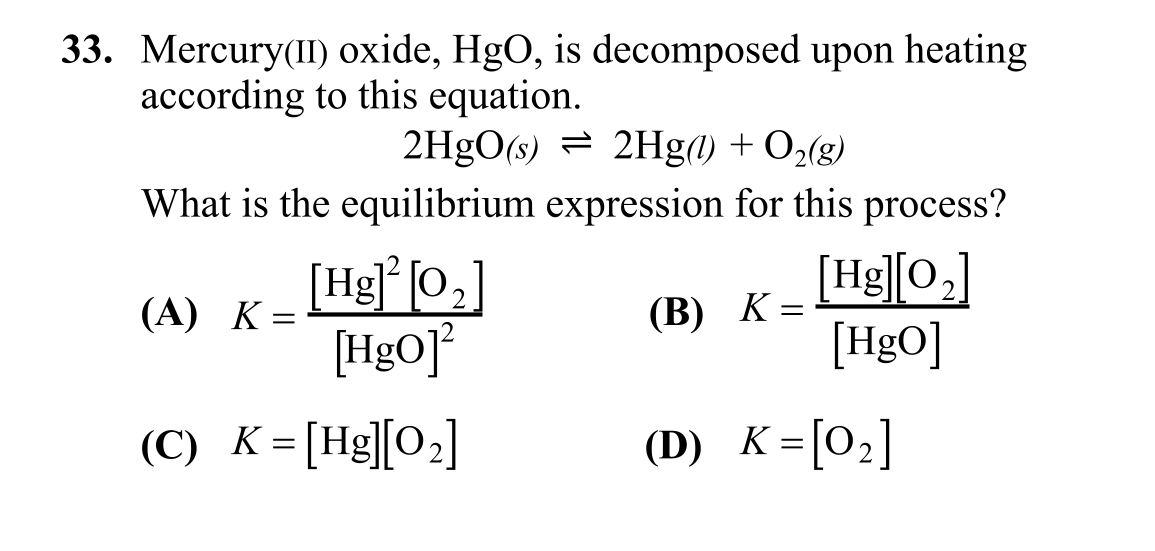 33. Mercury(II) oxide, HgO, is decomposed upon heating
according to this equation.
2HgO(s) ⇌ 2Hg(l) + O₂(g)
What is the equilibrium expression for this process?
(A) K = [Hg]² [O₂] / [HgO]²
(B) K = [Hg][O₂] / [HgO]
(C) K = [Hg][O₂]
(D) K = [O₂]